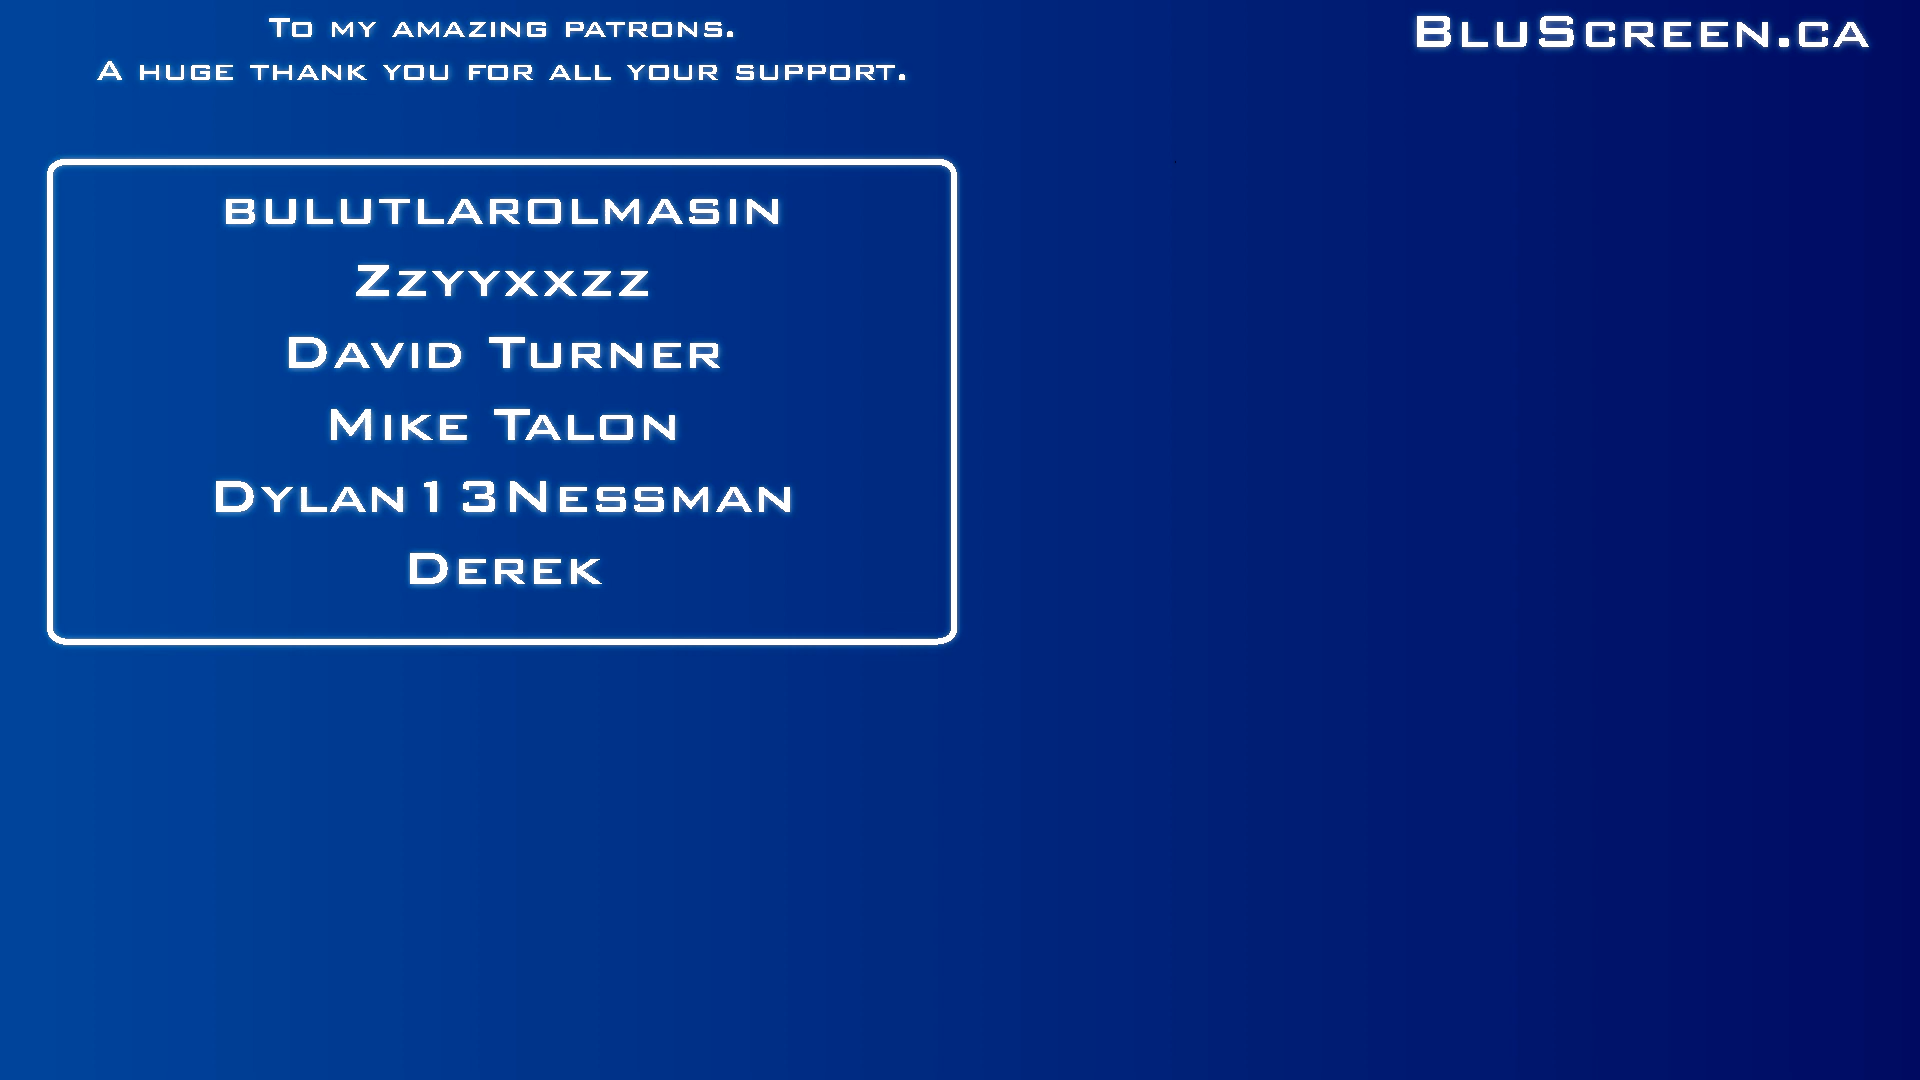 To my amazing patrons.
A huge thank you for all your support.
BluScreen.ca
bulutlarolmasin
Zzyyxxzz
David Turner
Mike Talon
Dylan13Nessman
Derek